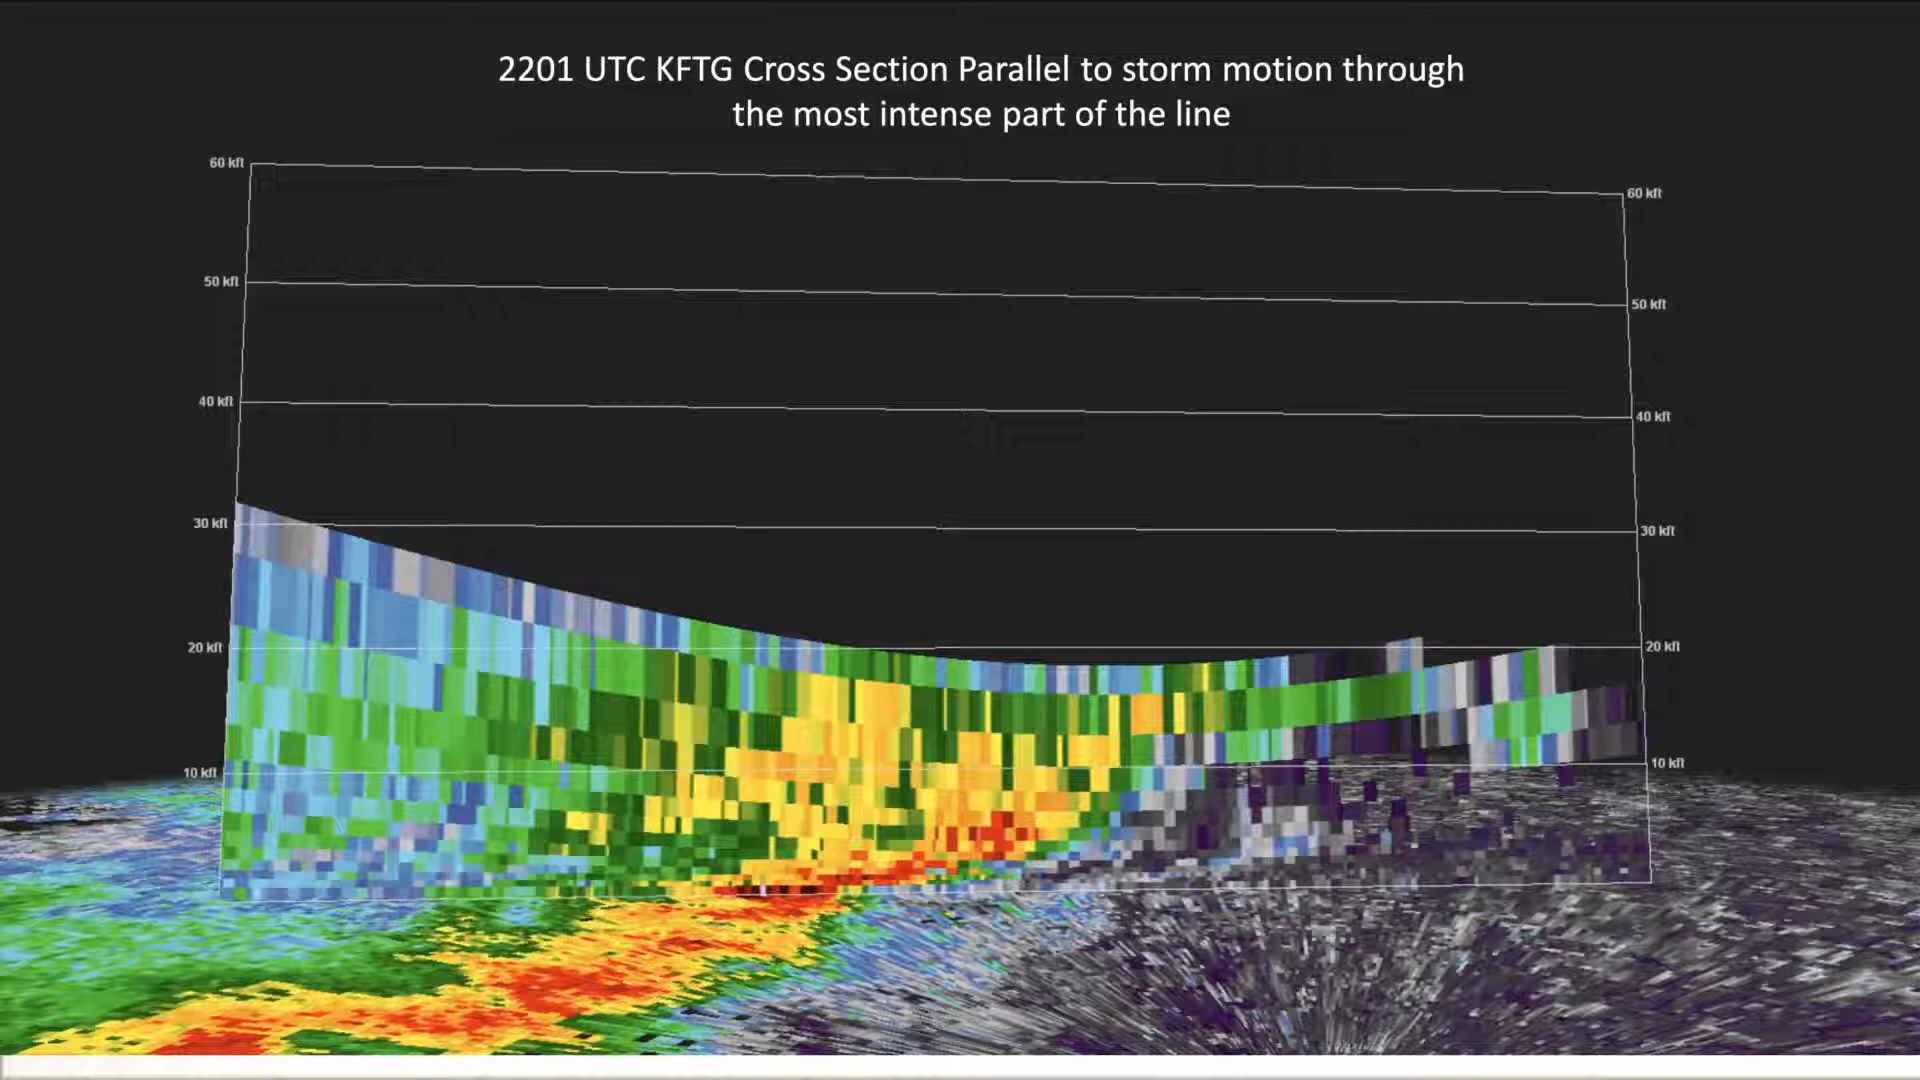 2201 UTC KFTG Cross Section Parallel to storm motion through
the most intense part of the line
60 kft
60 kft
50 kft
50 kft
40 kft
40 kft
30 kft
30 kft
20 kft
20 kft
10 kft
10 kft